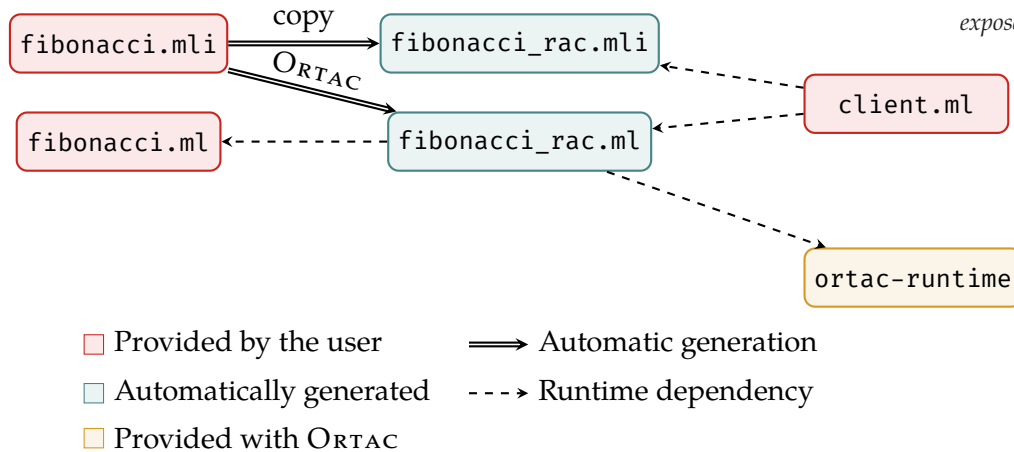 copy
fibonacci.mli
fibonacci_rac.mli
expose
ORTAC
client.ml
fibonacci.ml
fibonacci_rac.ml
ortac-runtime
Provided by the user
Automatic generation
Automatically generated
Runtime dependency
Provided with ORTAC